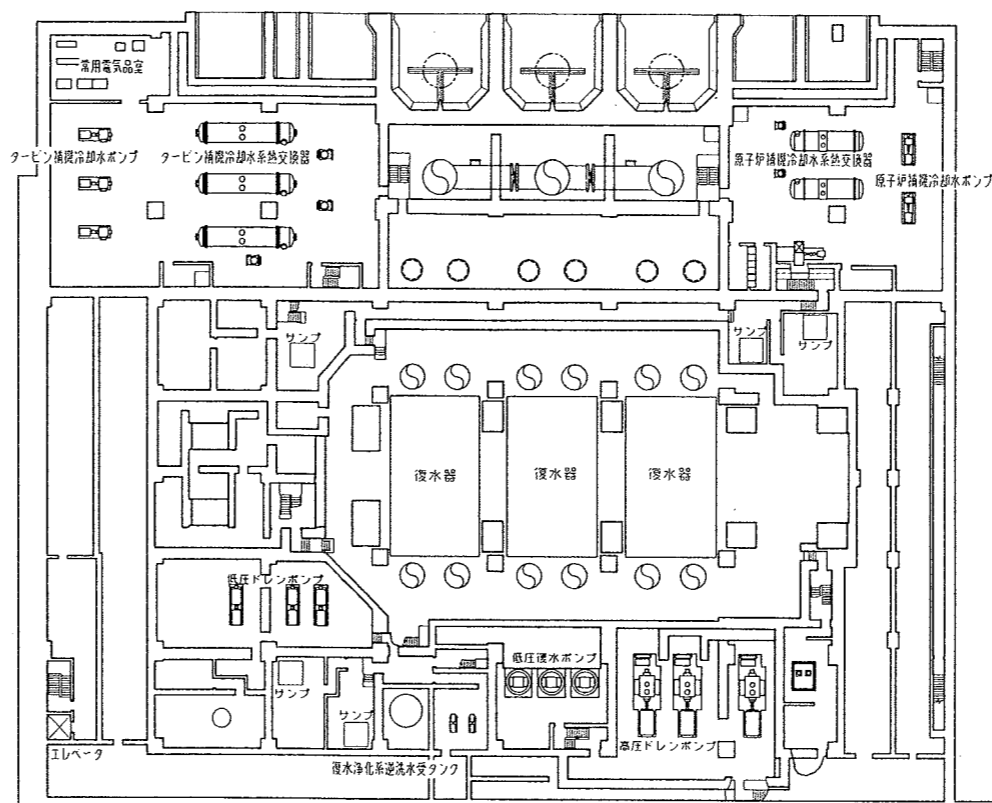 常用電気品室
タービン補機冷却水ポンプ
タービン補機冷却水系熱交換器
原子炉補機冷却水系熱交換器
原子炉補機冷却水ポンプ
サンプ
サンプ
サンプ
復水器
復水器
復水器
低圧ドレンポンプ
低圧復水ポンプ
サンプ
サンプ
高圧ドレンポンプ
エレベータ
復水浄化系逆洗水受タンク